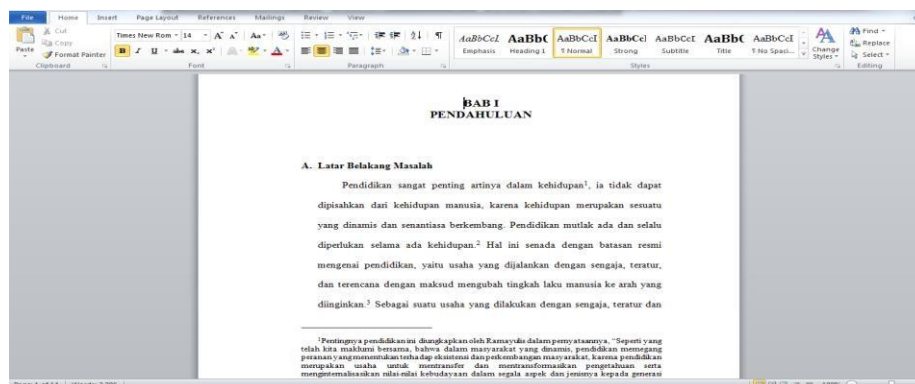 File Home Insert Page Layout References Mailings Review View
Cut
Copy
Format Painter
Paste
Clipboard
Times New Rom 14
Font
Paragraph
AaBbCcI Emphasis
AaBb( Heading 1
AaBbCcI ¶ Normal
AaBbCcI Strong
AaBbCcI Subtitle
AaBb( Title
AaBbCcI ¶ No Spaci...
Change Styles
Styles
Find
Replace
Select
Editing
BAB I
PENDAHULUAN
A. Latar Belakang Masalah
Pendidikan sangat penting artinya dalam kehidupan¹, ia tidak dapat
dipisahkan dari kehidupan manusia, karena kehidupan merupakan sesuatu
yang dinamis dan senantiasa berkembang. Pendidikan mutlak ada dan selalu
diperlukan selama ada kehidupan.² Hal ini senada dengan batasan resmi
mengenai pendidikan, yaitu usaha yang dijalankan dengan sengaja, teratur,
dan terencana dengan maksud mengubah tingkah laku manusia ke arah yang
diinginkan.³ Sebagai suatu usaha yang dilakukan dengan sengaja, teratur dan
¹Pentingnya pendidikan ini diungkapkan oleh Ramayulis dalam pernyataannya, "Seperti yang
telah kita maklumi bersama, bahwa dalam masyarakat yang dinamis, pendidikan memegang
peranan yang menentukan terhadap eksistensi dan perkembangan masyarakat, karena pendidikan
merupakan usaha untuk mentransfer dan mentransformasikan pengetahuan serta
menginternalisasikan nilai-nilai kebudayaan dalam segala aspek dan jenisnya kepada generasi